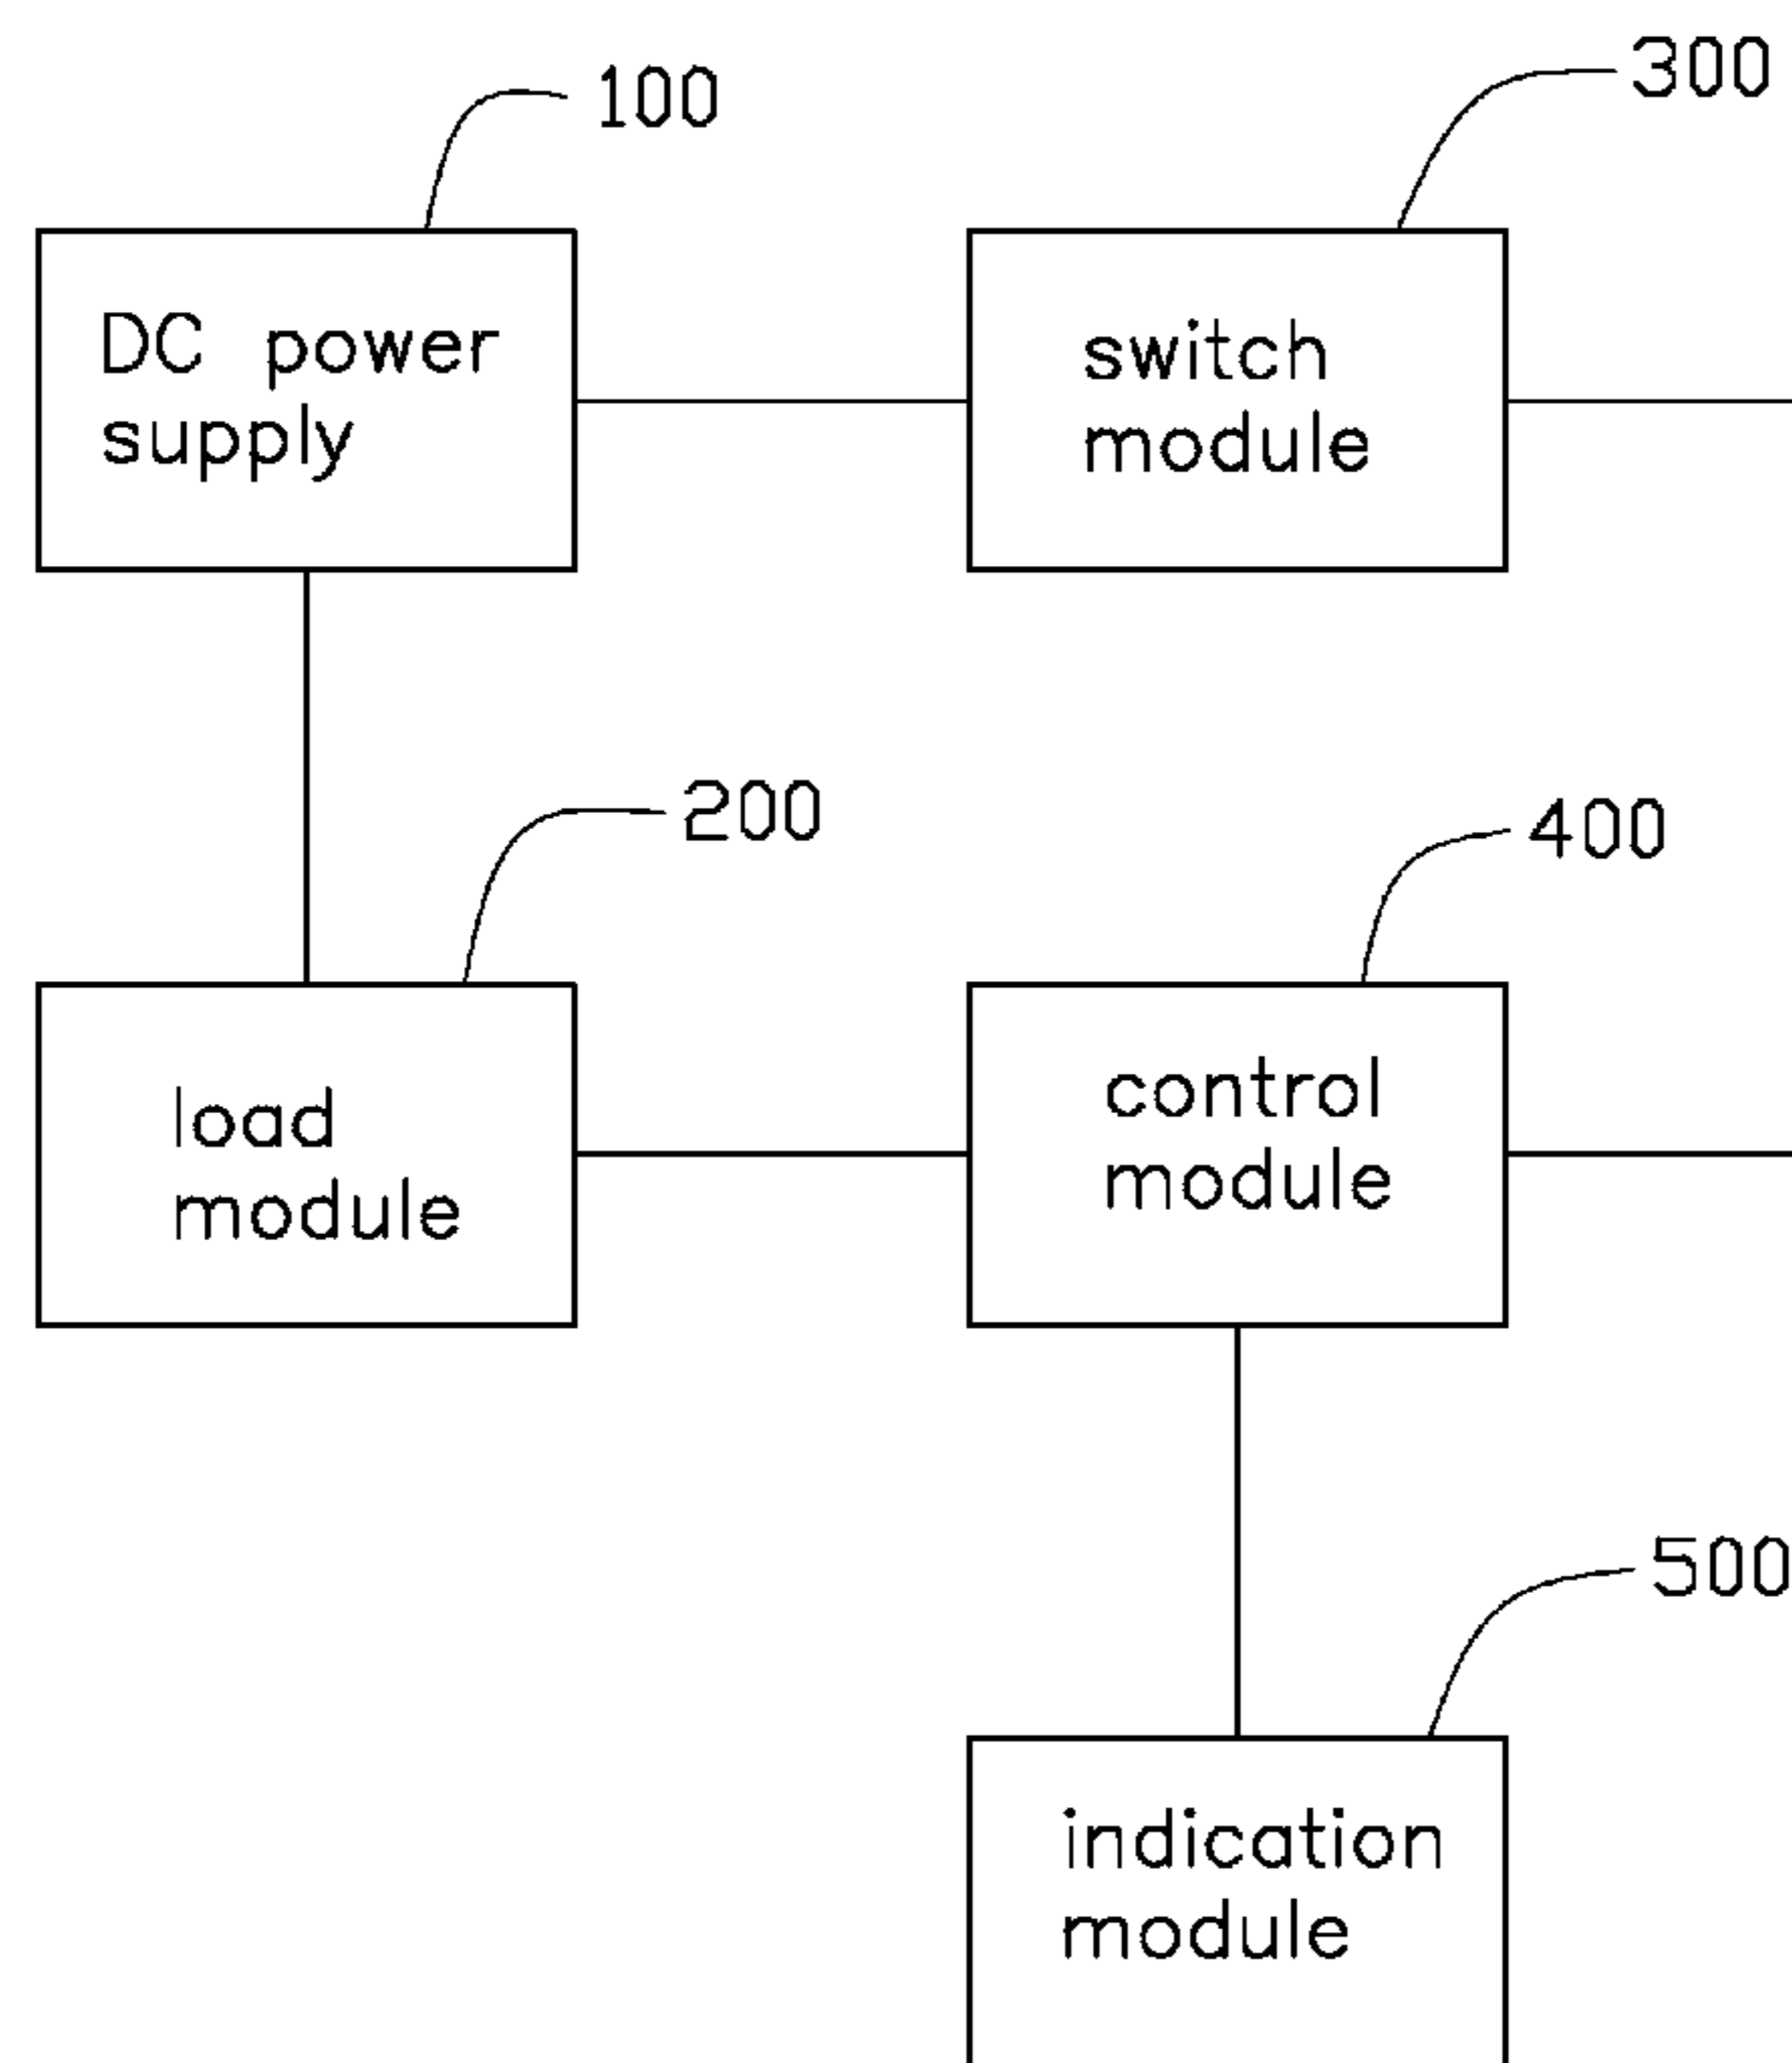 100
300
DC power
supply
switch
module
200
400
load
module
control
module
500
indication
module